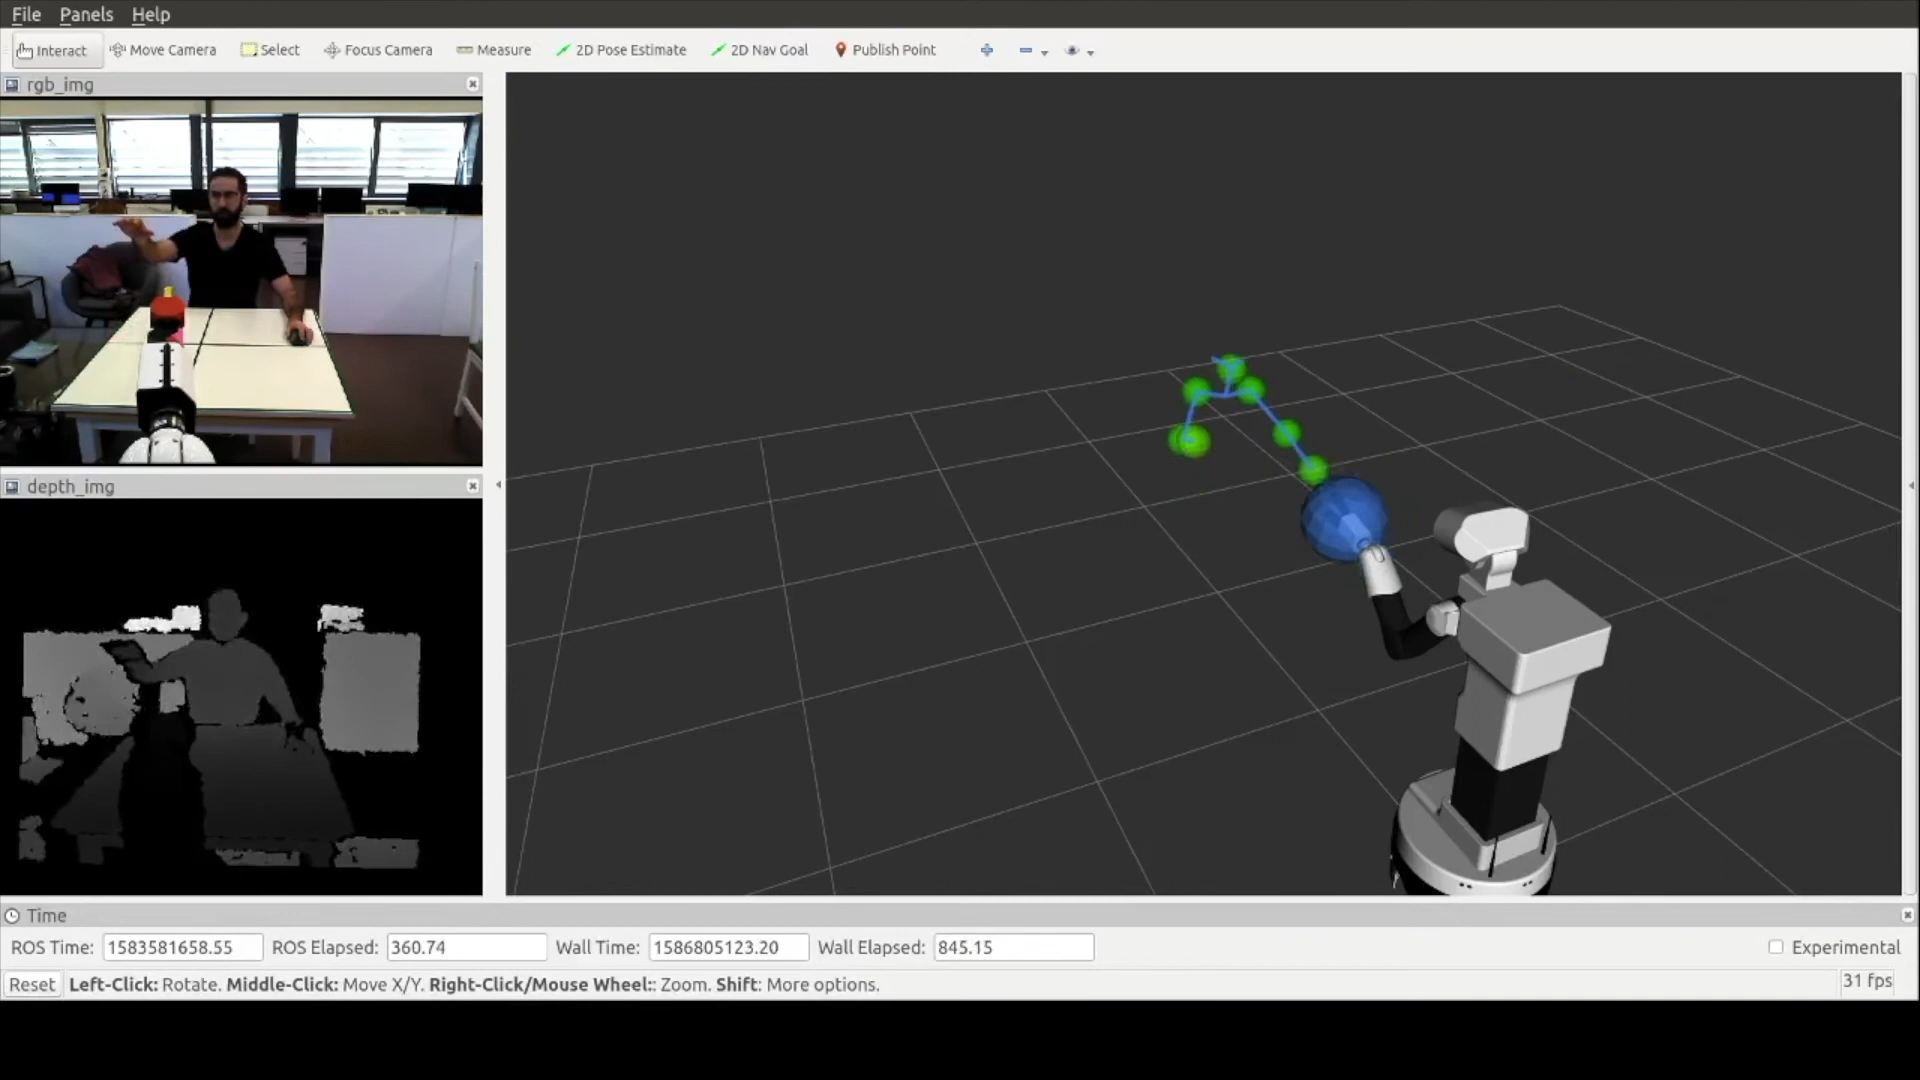 File Panels Help
Interact Move Camera Select Focus Camera Measure 2D Pose Estimate 2D Nav Goal Publish Point
rgb_img
depth_img
Time
ROS Time: 1583581658.55 ROS Elapsed: 360.74 Wall Time: 1586805123.20 Wall Elapsed: 845.15 Experimental
Reset Left-Click: Rotate. Middle-Click: Move X/Y. Right-Click/Mouse Wheel:: Zoom. Shift: More options. 31 fps